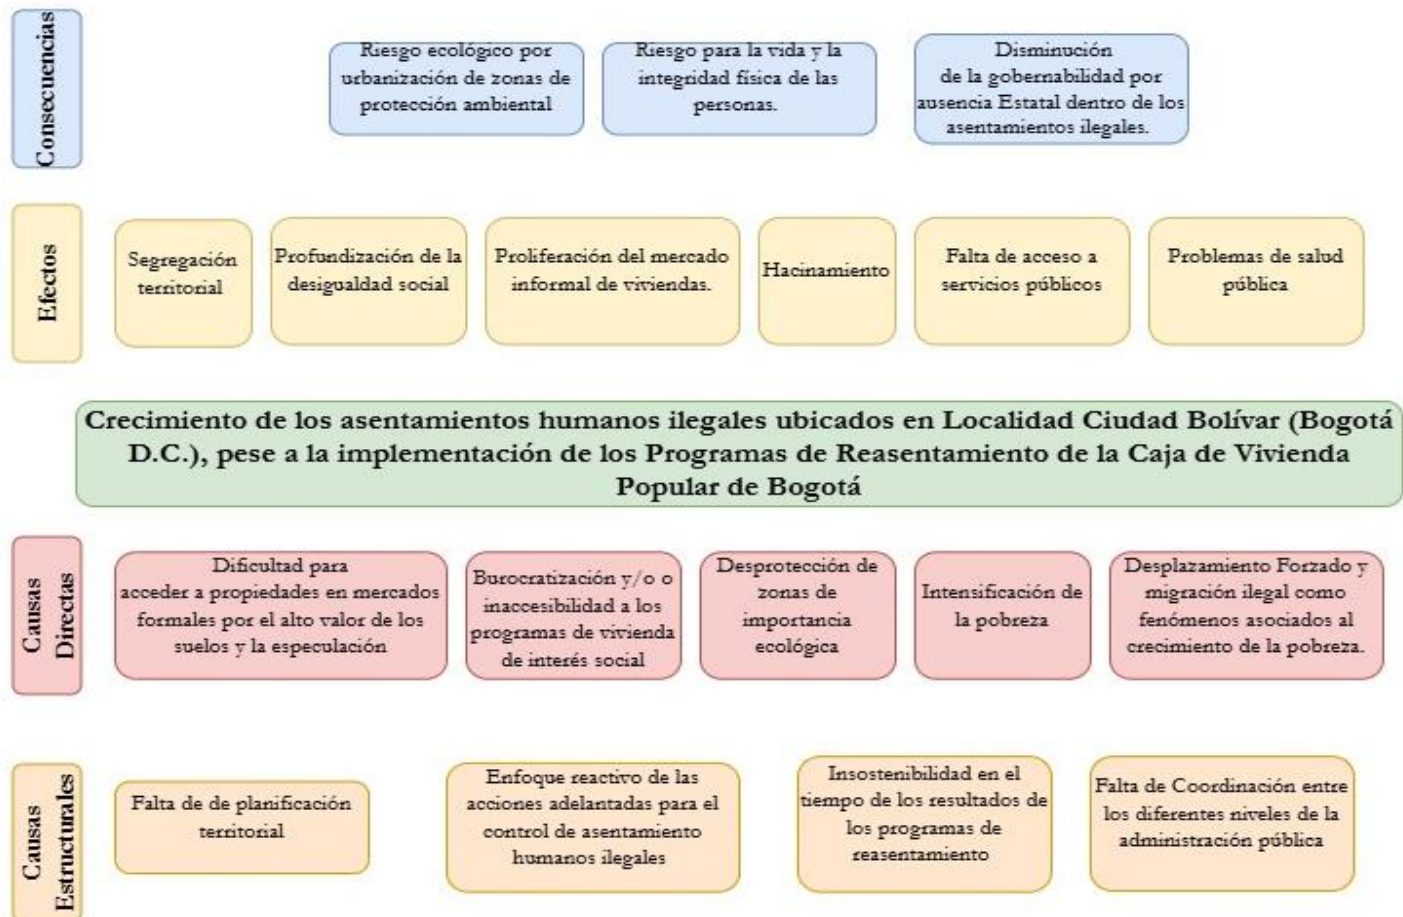 Consecuencias
Riesgo ecológico por
urbanización de zonas de
protección ambiental
Riesgo para la vida y la
integridad física de las
personas.
Disminución
de la gobernabilidad por
ausencia Estatal dentro de los
asentamientos ilegales.
Efectos
Segregación
territorial
Profundización de la
desigualdad social
Proliferación del mercado
informal de viviendas.
Hacinamiento
Falta de acceso a
servicios públicos
Problemas de salud
pública
Crecimiento de los asentamientos humanos ilegales ubicados en Localidad Ciudad Bolívar (Bogotá
D.C.), pese a la implementación de los Programas de Reasentamiento de la Caja de Vivienda
Popular de Bogotá
Causas
Directas
Dificultad para
acceder a propiedades en mercados
formales por el alto valor de los
suelos y la especulación
Burocratización y/o o
inaccesibilidad a los
programas de vivienda
de interés social
Desprotección de
zonas de
importancia
ecológica
Intensificación de
la pobreza
Desplazamiento Forzado y
migración ilegal como
fenómenos asociados al
crecimiento de la pobreza.
Causas
Estructurales
Falta de de planificación
territorial
Enfoque reactivo de las
acciones adelantadas para el
control de asentamiento
humanos ilegales
Insostenibilidad en el
tiempo de los resultados de
los programas de
reasentamiento
Falta de Coordinación entre
los diferentes niveles de la
administración pública